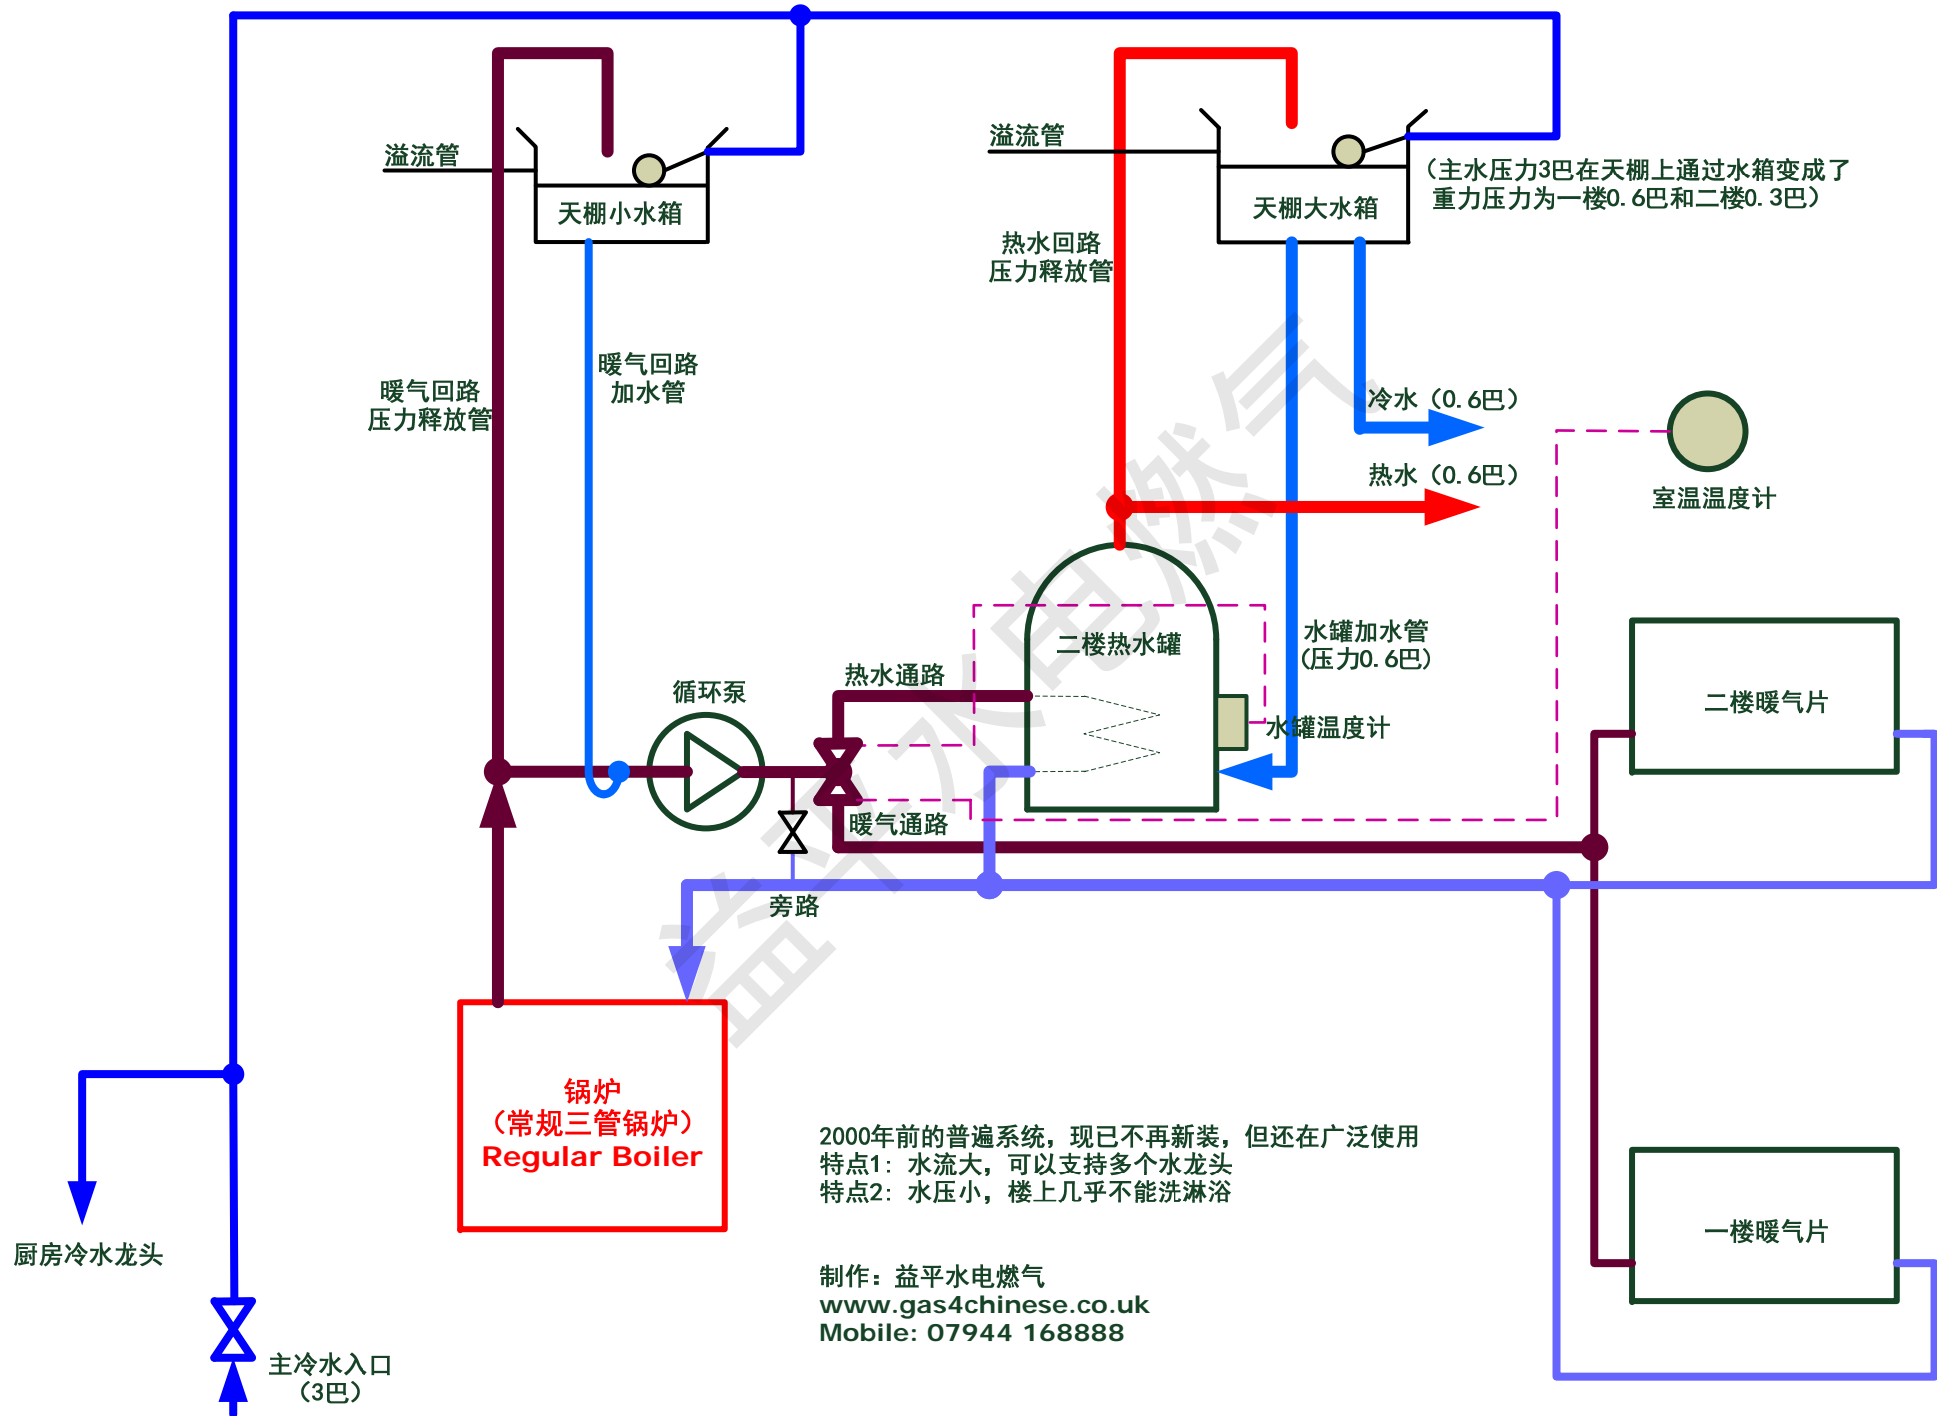 溢流管
溢流管
(主水压力3巴在天棚上通过水箱变成了
重力压力为一楼0.6巴和二楼0.3巴)
天棚小水箱
天棚大水箱
热水回路
压力释放管
暖气回路
加水管
暖气回路
压力释放管
冷水(0.6巴)
热水(0.6巴)
室温温度计
二楼热水罐
水罐加水管
(压力0.6巴)
热水通路
循环泵
二楼暖气片
水罐温度计
暖气通路
旁路
益平水电燃气
锅炉
(常规三管锅炉)
Regular Boiler
2000年前的普遍系统,现已不再新装,但还在广泛使用
特点1: 水流大,可以支持多个水龙头
特点2: 水压小,楼上几乎不能洗淋浴
一楼暖气片
厨房冷水龙头
制作:益平水电燃气
www.gas4chinese.co.uk
Mobile: 07944 168888
主冷水入口
(3巴)